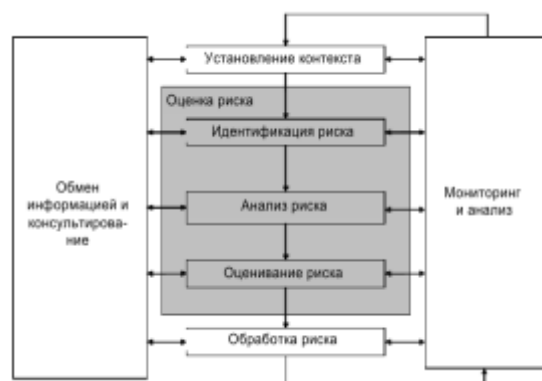 Установление контекста
Оценка риска
Идентификация риска
Обмен
информацией и
консультирова-
ние
Анализ риска
Мониторинг
и анализ
Оценивание риска
Обработка риска